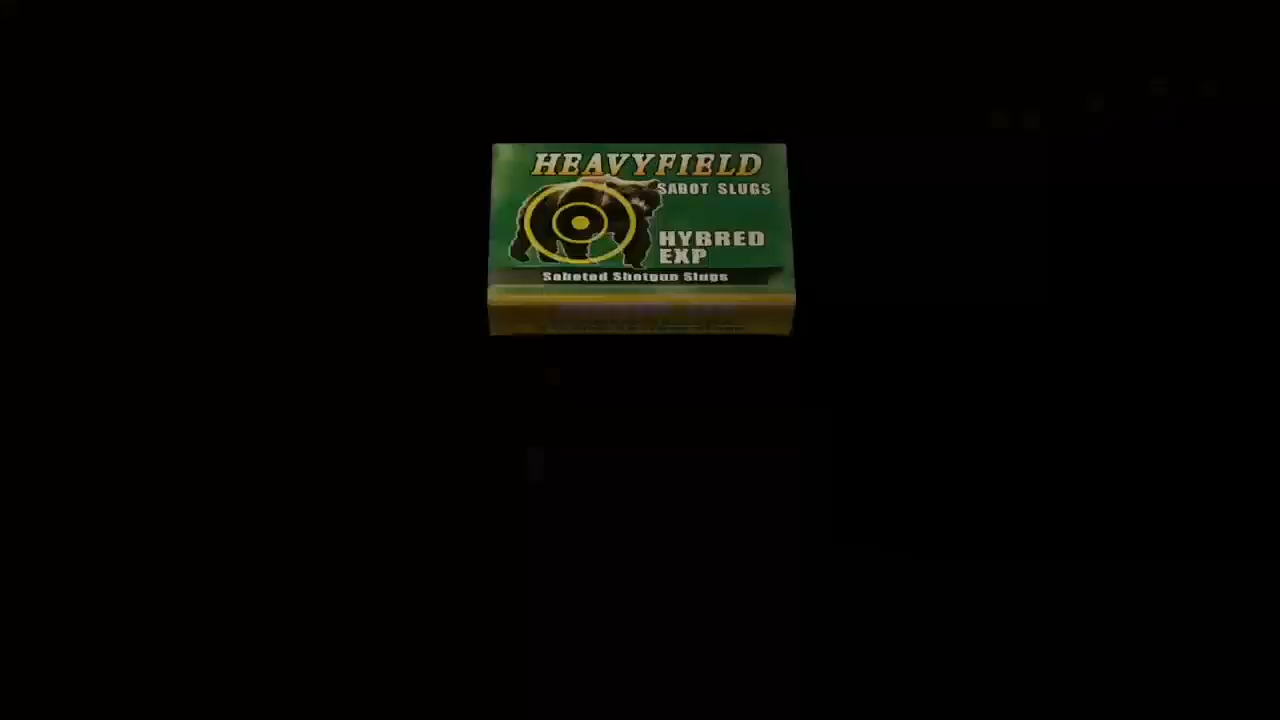 HEAVYFIELD
SABOT SLUGS
HYBRED
EXP
Saboted Shotgun Slugs